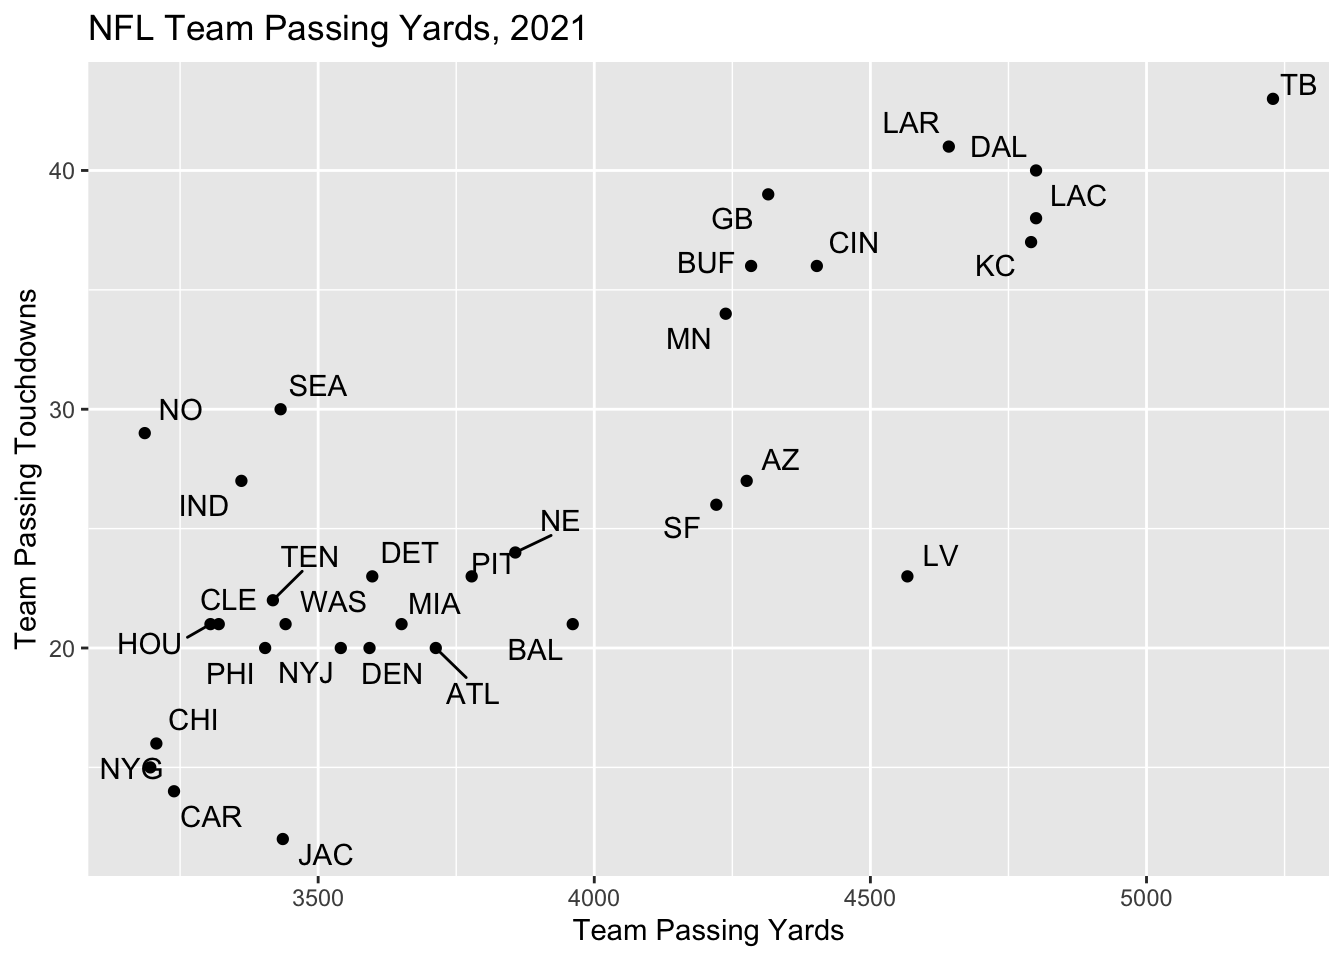 NFL Team Passing Yards, 2021
TB
LAR
DAL
40
LAC
GB
CIN
BUF
KC
MN
SEA
NO
30
AZ
IND
NE
SF
TEN
DET
PIT
LV
CLE
WAS
MIA
HOU
BAL
20
PHI
NYJ
DEN
ATL
CHI
NYG
CAR
JAC
Team Passing Touchdowns
3500 4000 4500 5000
Team Passing Yards